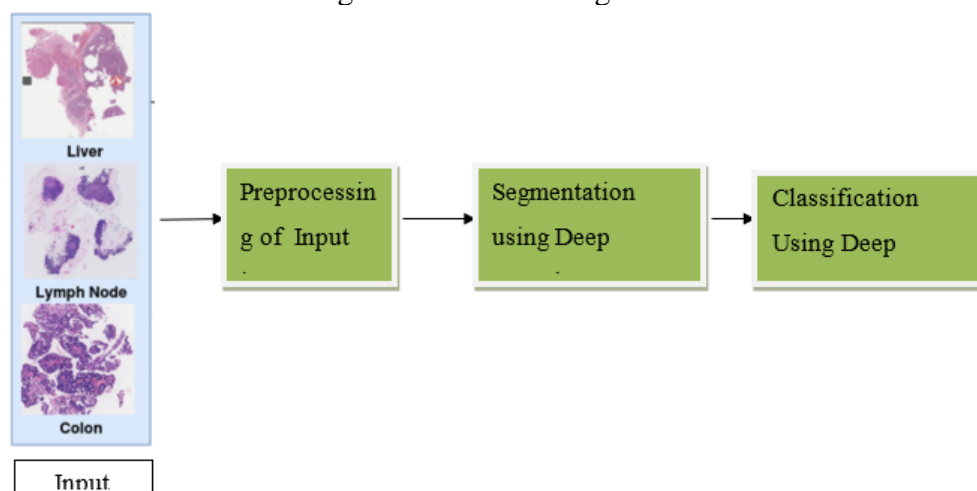 Liver
Lymph Node
Colon
Input
Preprocessin
g of Input
Segmentation
using Deep
Classification
Using Deep